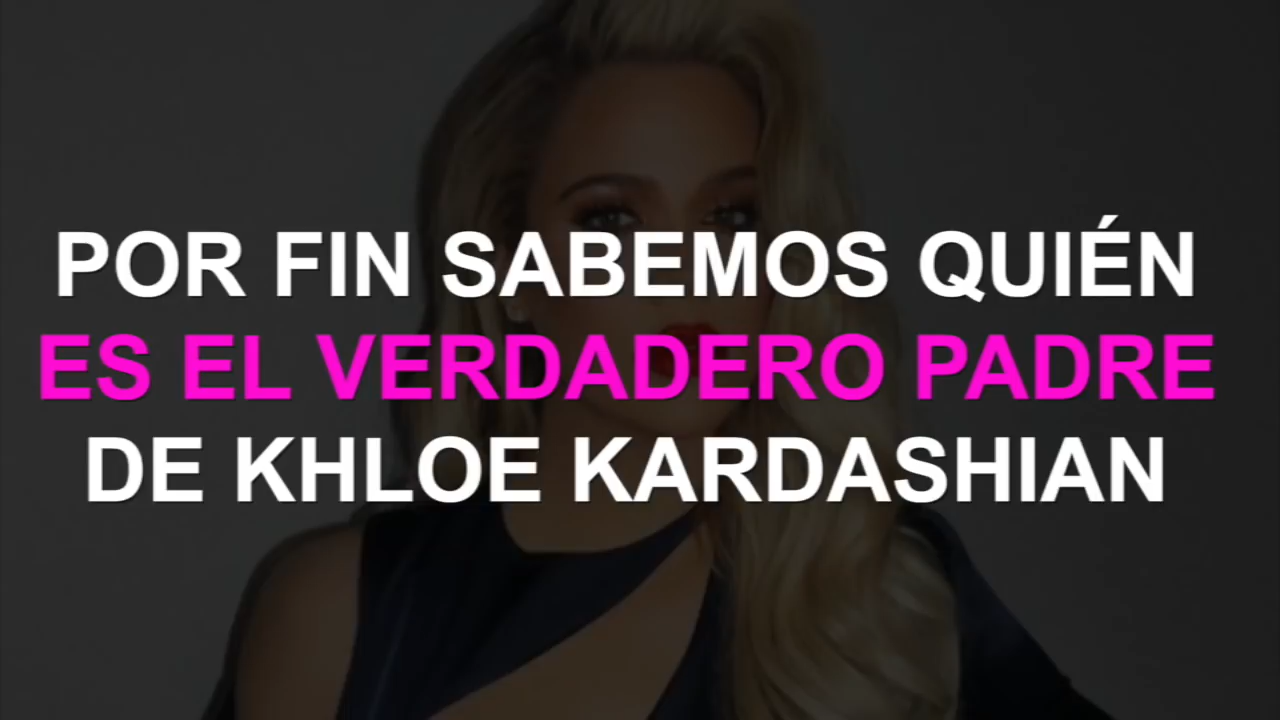 POR FIN SABEMOS QUIÉN
ES EL VERDADERO PADRE
DE KHLOE KARDASHIAN